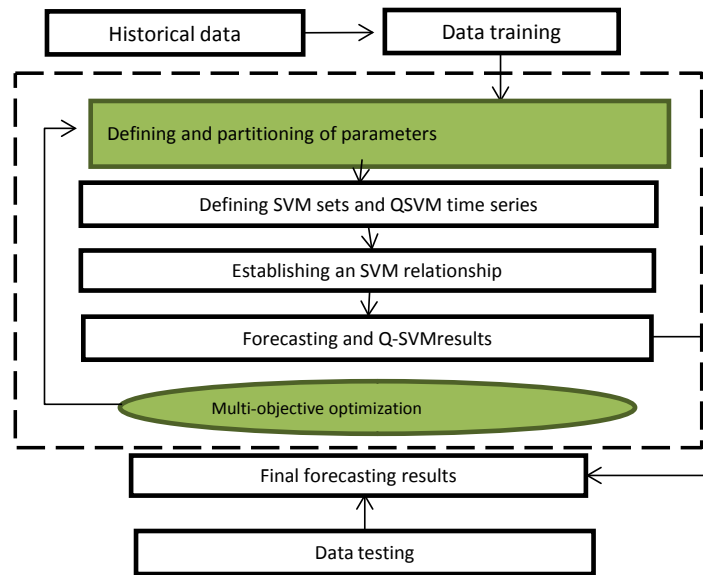 Historical data
Data training
Defining and partitioning of parameters
Defining SVM sets and QSVM time series
Establishing an SVM relationship
Forecasting and Q-SVMresults
Multi-objective optimization
Final forecasting results
Data testing